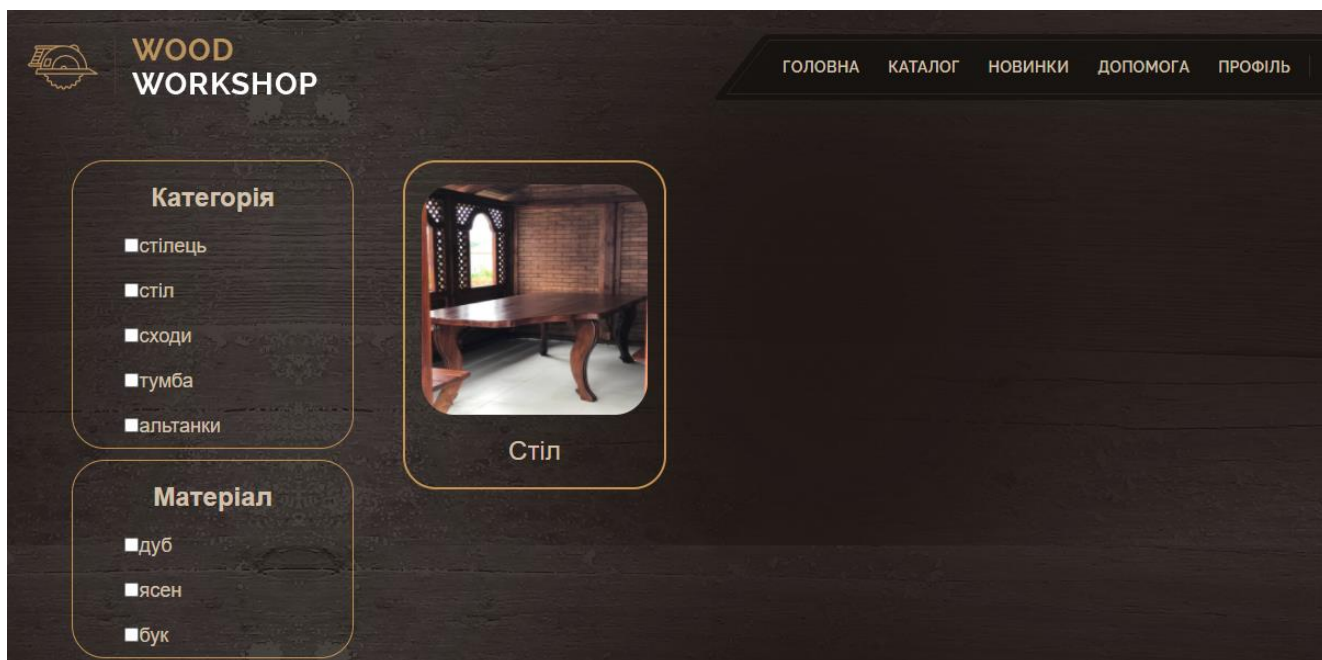 WOOD
WORKSHOP
ГОЛОВНА КАТАЛОГ НОВИНКИ ДОПОМОГА ПРОФІЛЬ
Категорія
стілець
стіл
сходи
тумба
альтанки
Стіл
Матеріал
дуб
ясен
бук